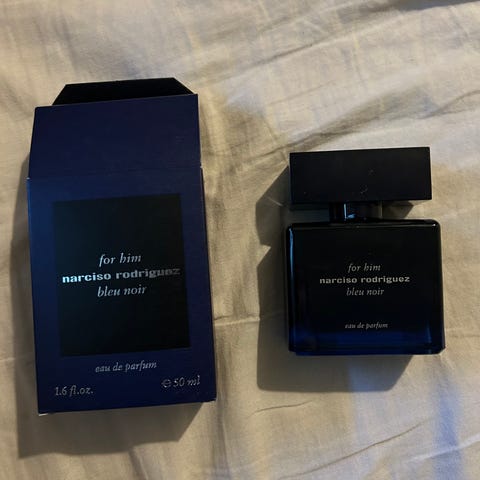 for him
narciso rodriguez
bleu noir
eau de parfum
1.6 fl.oz. ℮ 50 ml
for him
narciso rodriguez
bleu noir
eau de parfum